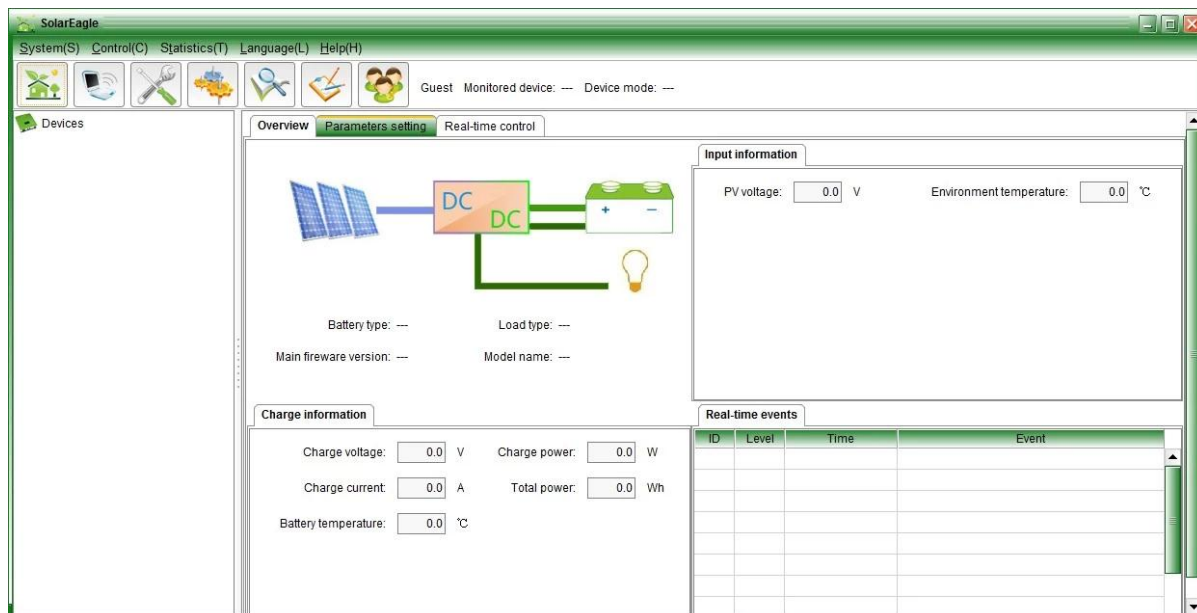 SolarEagle
System(S) Control(C) Statistics(T) Language(L) Help(H)
Guest Monitored device: --- Device mode: ---
Devices
Overview Parameters setting Real-time control
DC
DC
+ −
Battery type: --- Load type: ---
Main fireware version: --- Model name: ---
Input information
PV voltage: 0.0 V Environment temperature: 0.0 ℃
Charge information
Charge voltage: 0.0 V Charge power: 0.0 W
Charge current: 0.0 A Total power: 0.0 Wh
Battery temperature: 0.0 ℃
Real-time events
ID Level Time Event